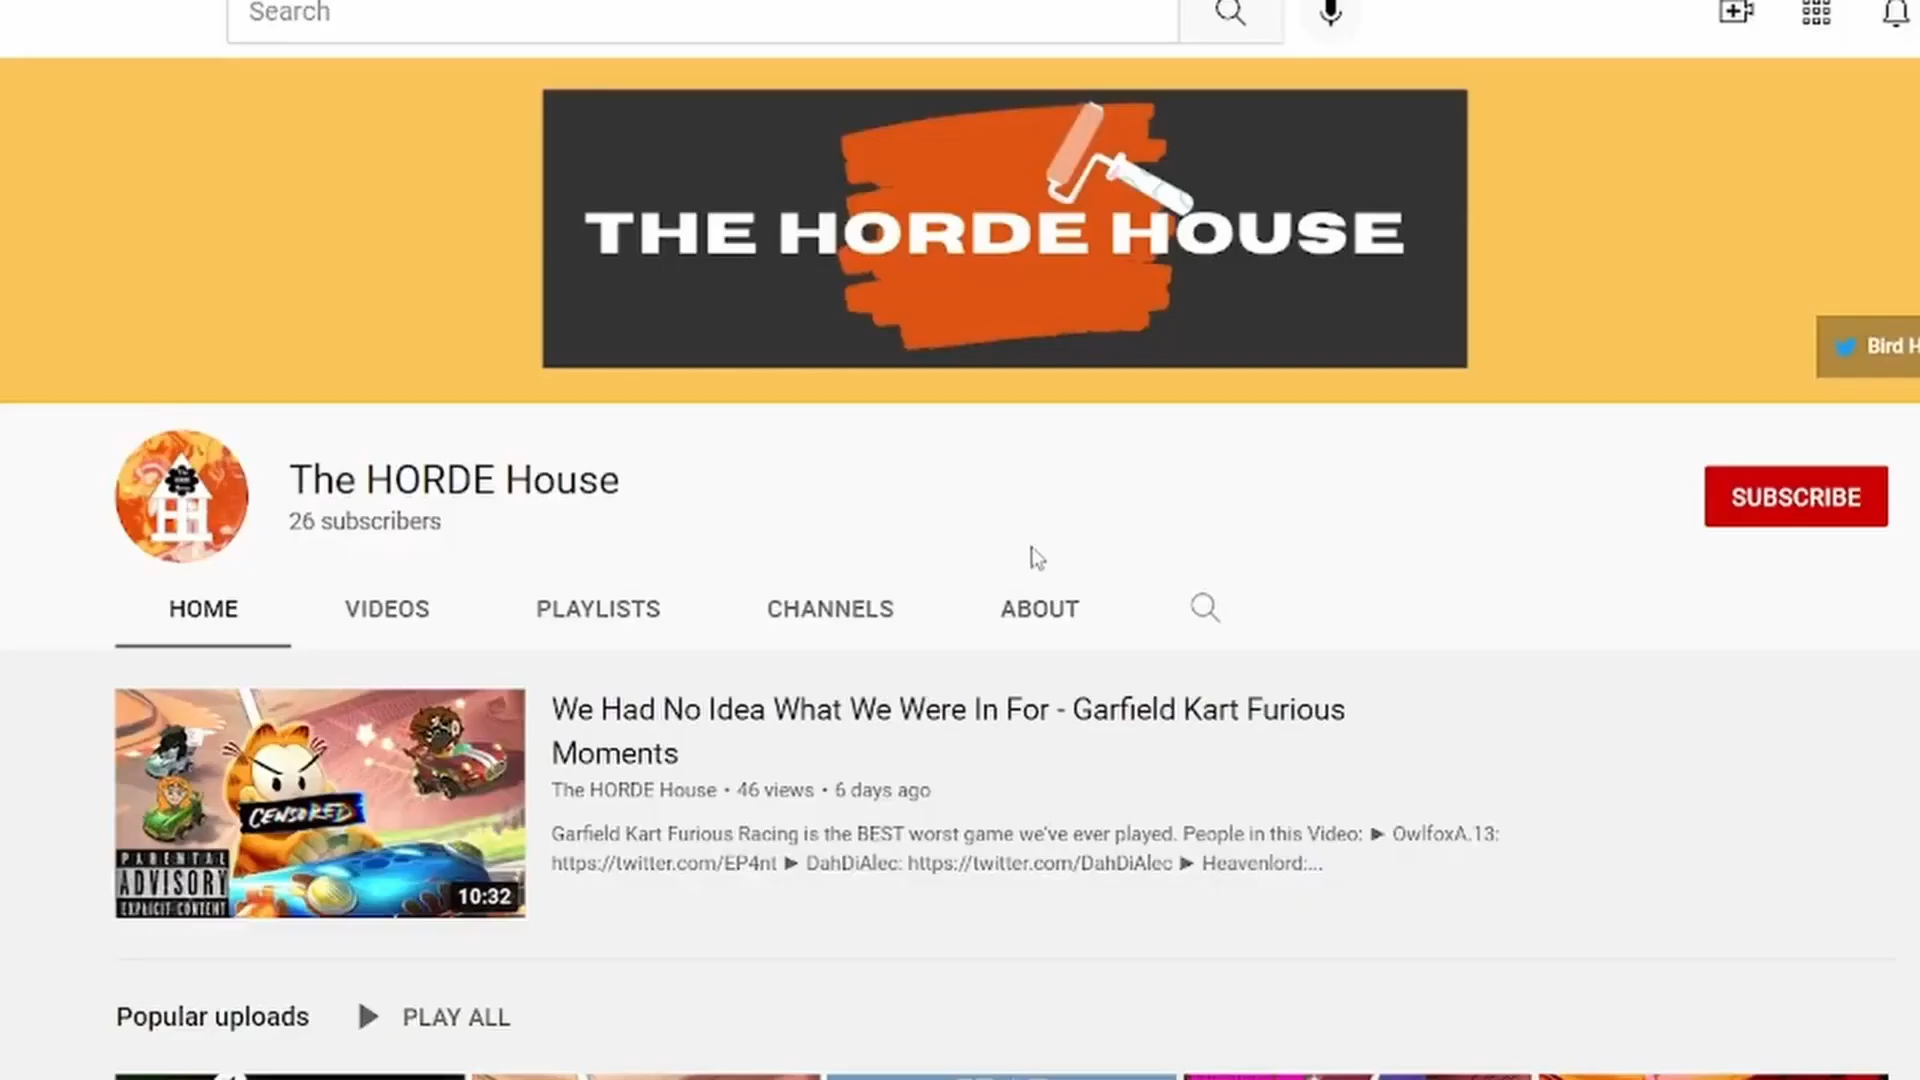 Search
THE HORDE HOUSE
Bird H
The HORDE House
26 subscribers
SUBSCRIBE
HOME VIDEOS PLAYLISTS CHANNELS ABOUT
We Had No Idea What We Were In For - Garfield Kart Furious
Moments
The HORDE House • 46 views • 6 days ago
Garfield Kart Furious Racing is the BEST worst game we've ever played. People in this Video: ► OwlfoxA.13:
https://twitter.com/EP4nt ► DahDiAlec: https://twitter.com/DahDiAlec ► Heavenlord:...
CENSORED
PARENTAL
ADVISORY
EXPLICIT CONTENT
10:32
Popular uploads PLAY ALL